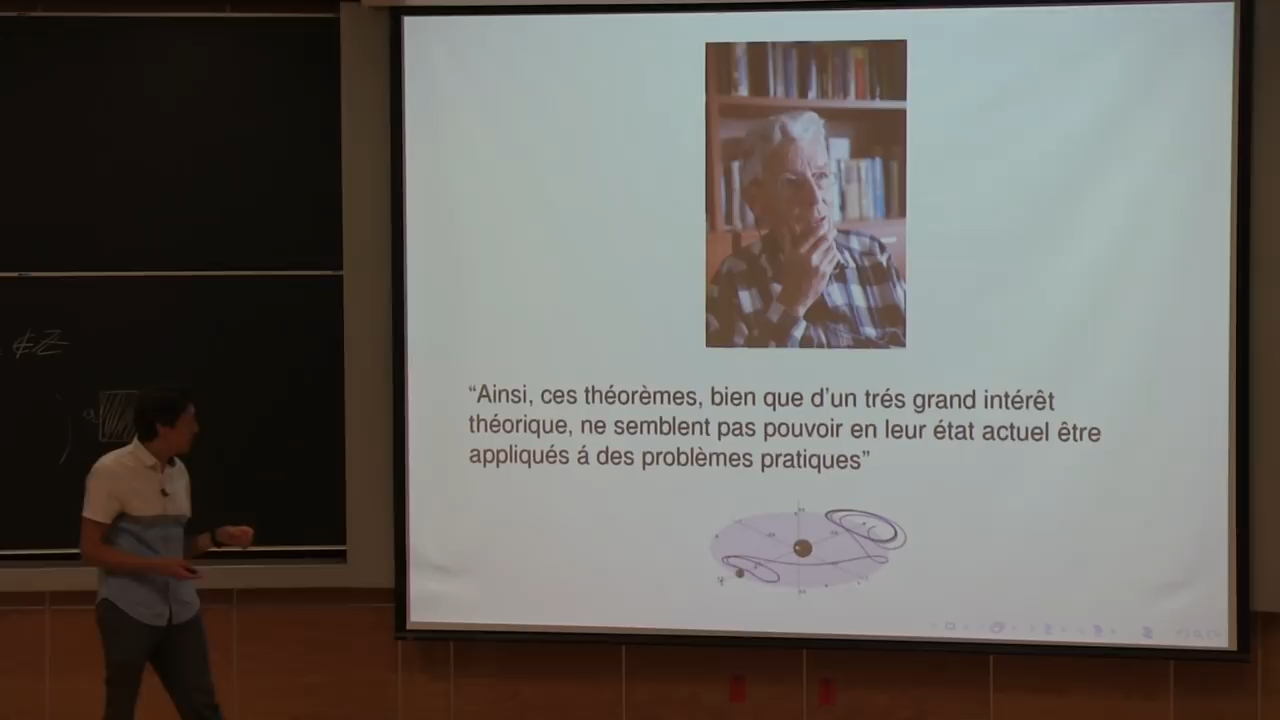 ∉ℤ
a
“Ainsi, ces théorèmes, bien que d’un trés grand intérêt
théorique, ne semblent pas pouvoir en leur état actuel être
appliqués á des problèmes pratiques”